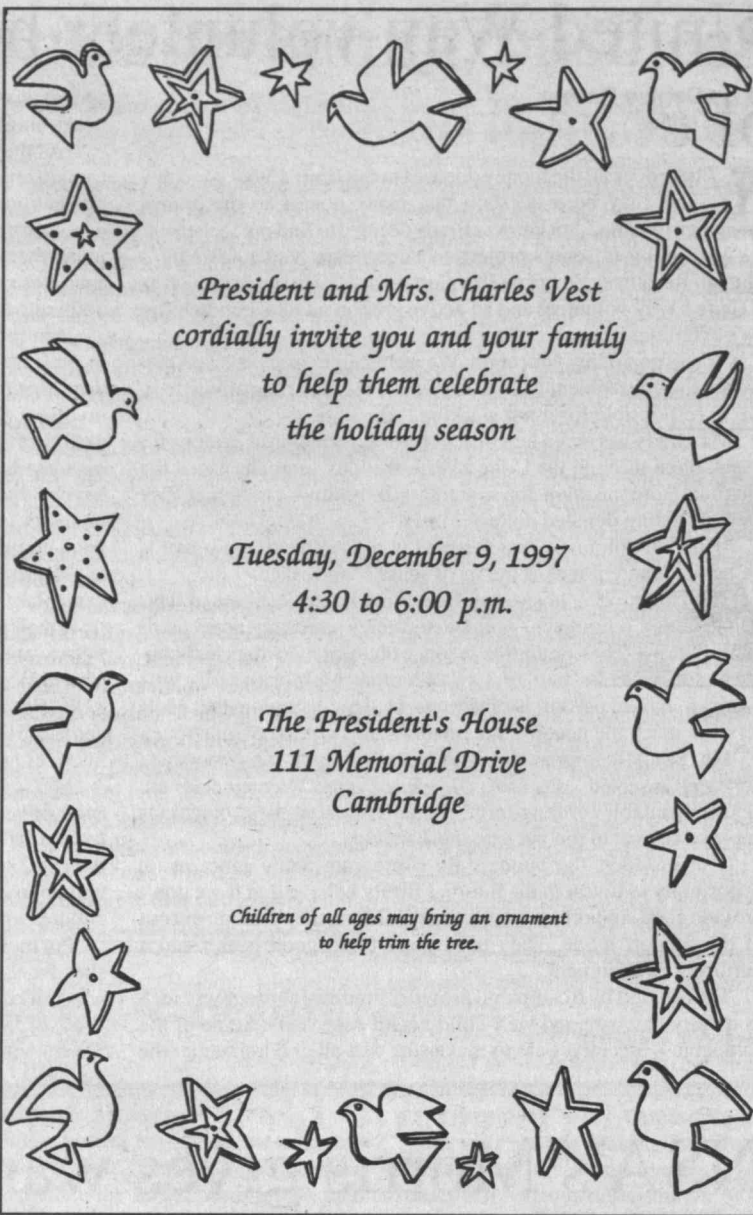 President and Mrs. Charles Vest
cordially invite you and your family
to help them celebrate
the holiday season
Tuesday, December 9, 1997
4:30 to 6:00 p.m.
The President's House
111 Memorial Drive
Cambridge
Children of all ages may bring an ornament
to help trim the tree.